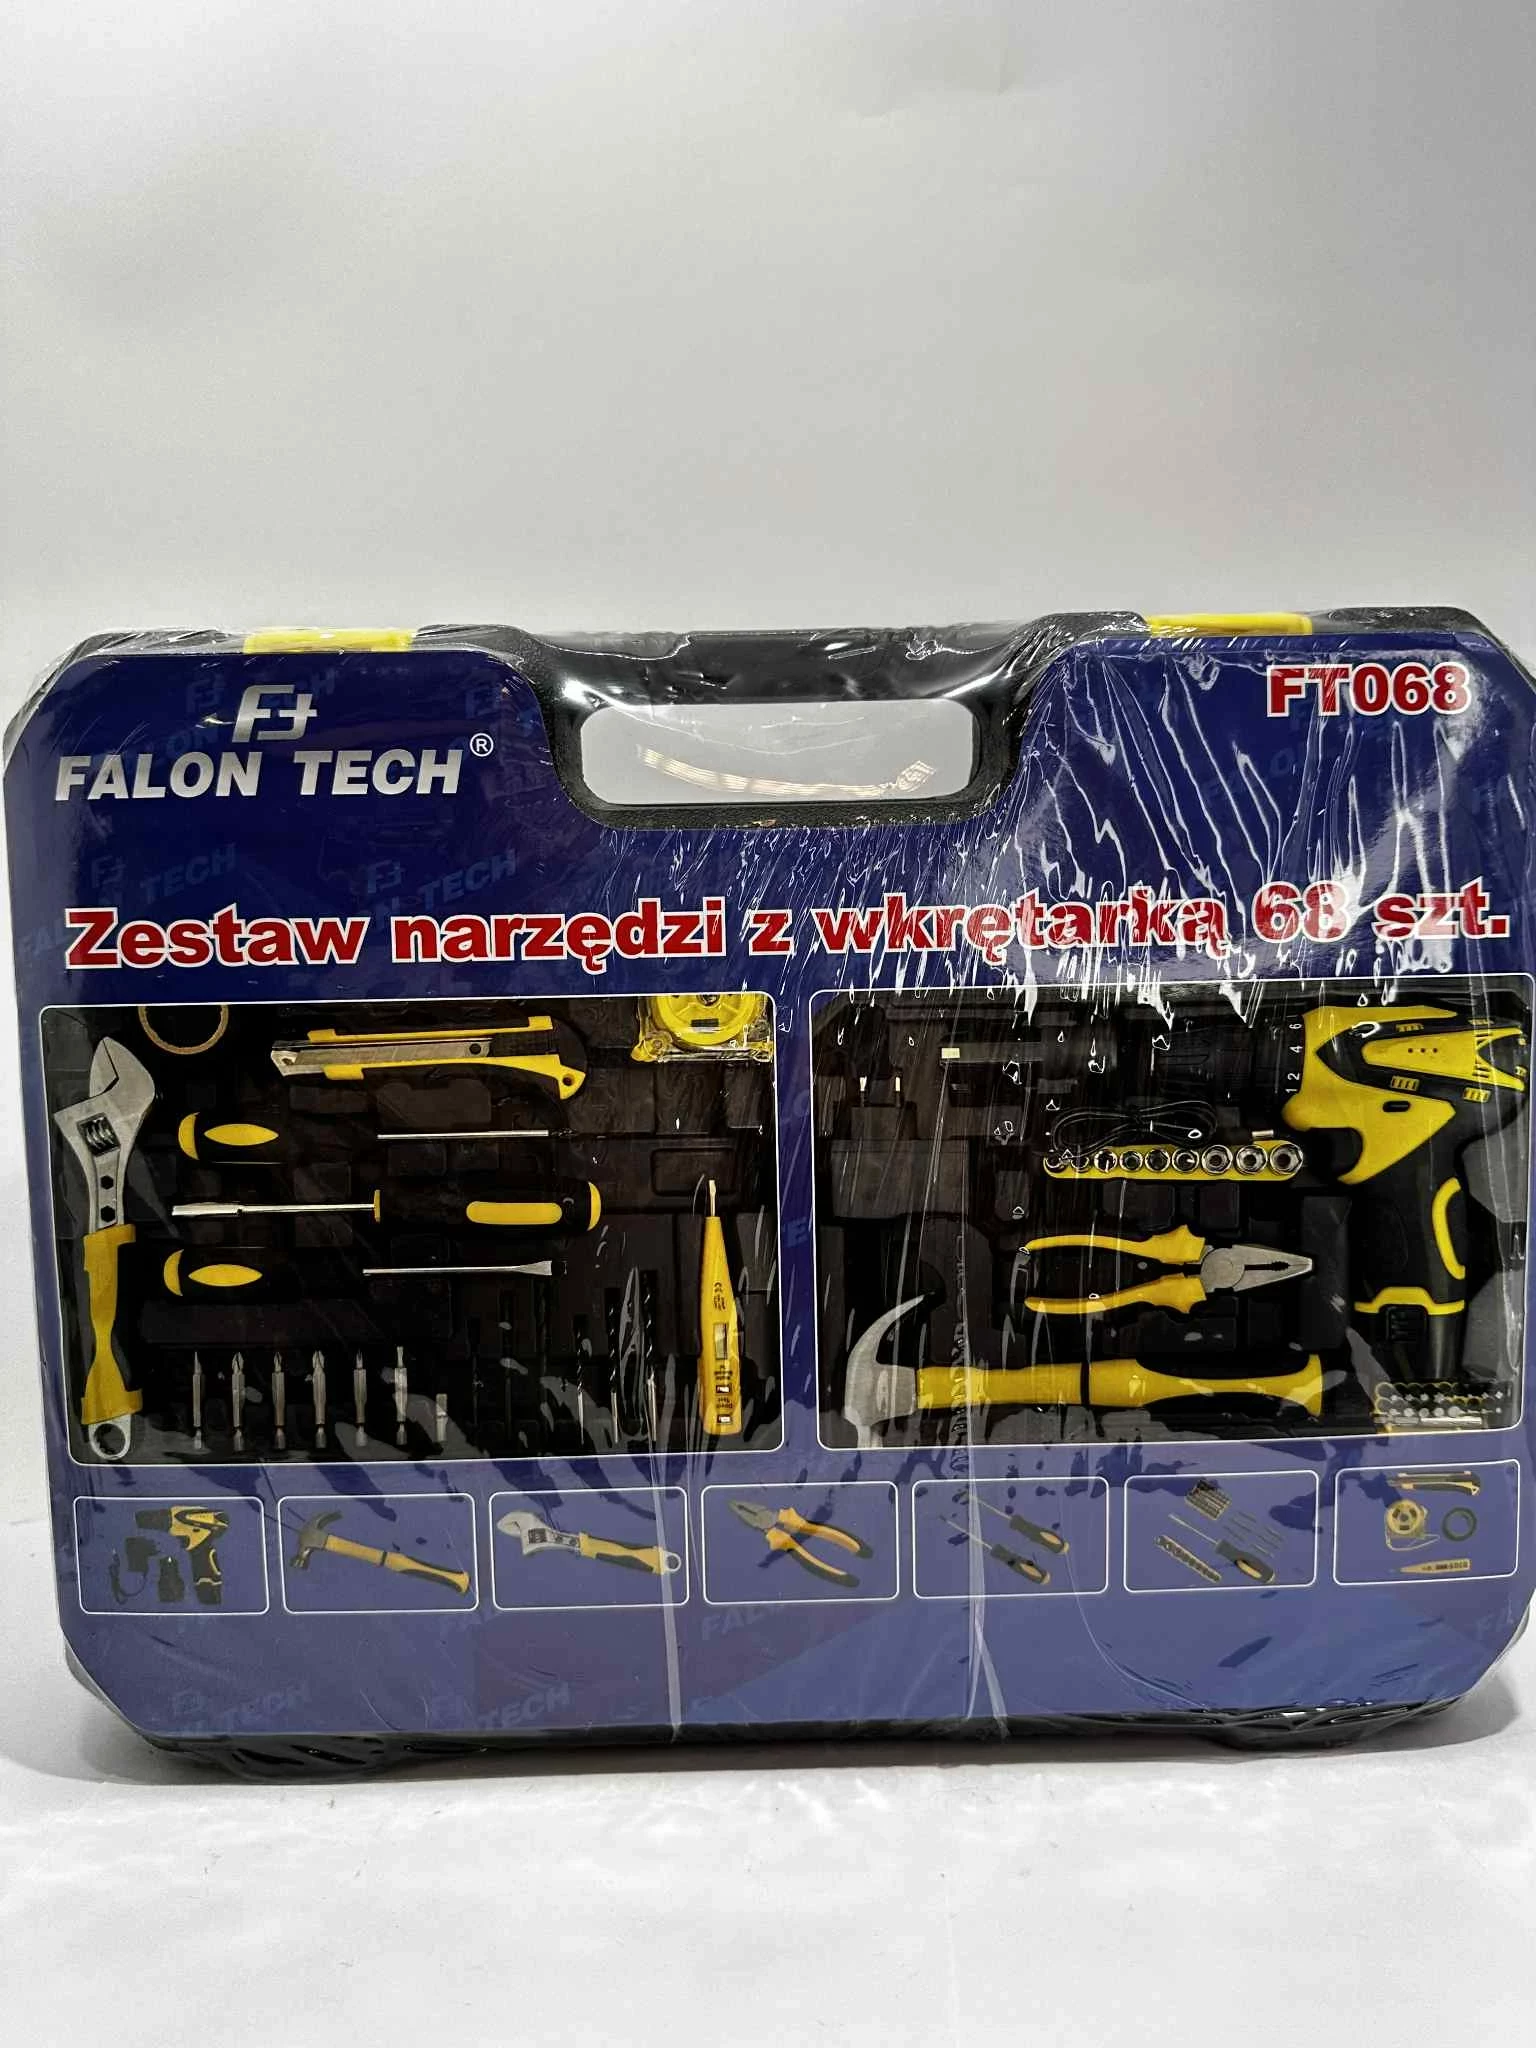 FT068
FALON TECH®
Zestaw narzędzi z wkrętarką 68 szt.